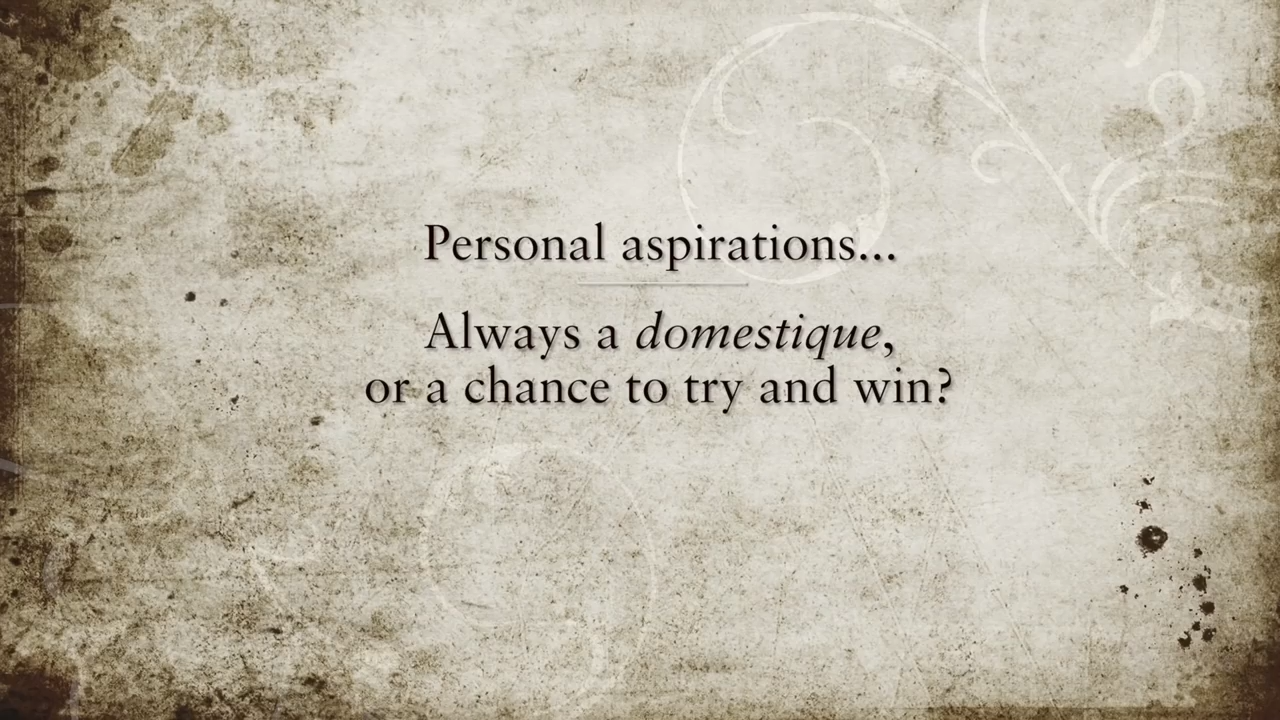 Personal aspirations...
Always a domestique,
or a chance to try and win?